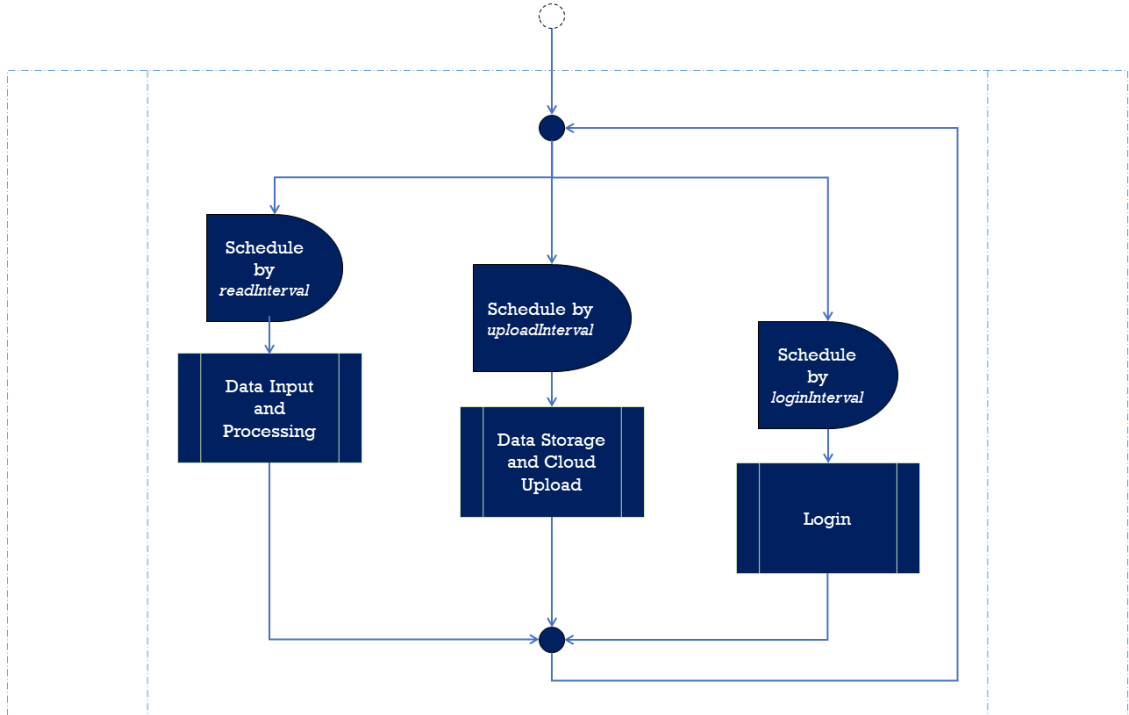 Schedule
by
readInterval
Data Input
and
Processing
Schedule by
uploadInterval
Data Storage
and Cloud
Upload
Schedule
by
loginInterval
Login